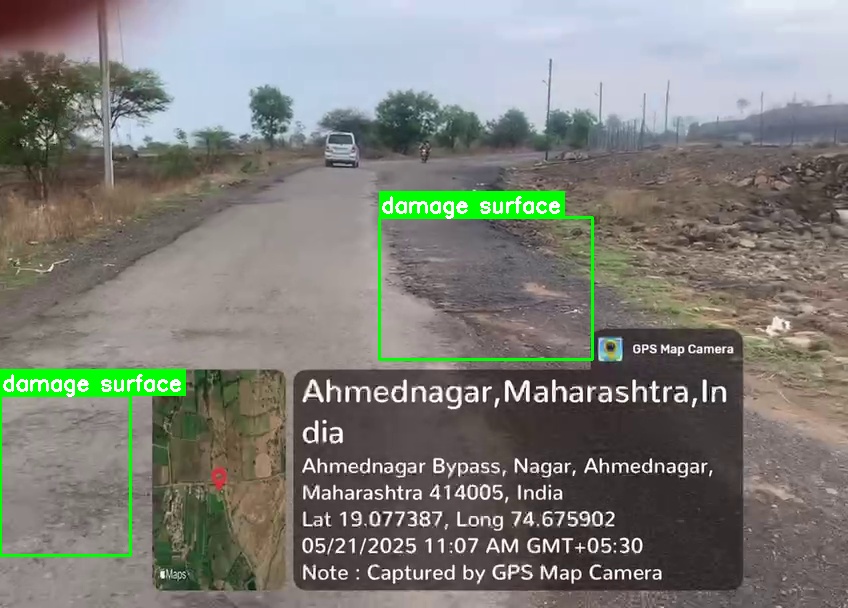 damage surface
GPS Map Camera
damage surface
Ahmednagar,Maharashtra,In
dia
Ahmednagar Bypass, Nagar, Ahmednagar,
Maharashtra 414005, India
Lat 19.077387, Long 74.675902
05/21/2025 11:07 AM GMT+05:30
Note : Captured by GPS Map Camera
Maps